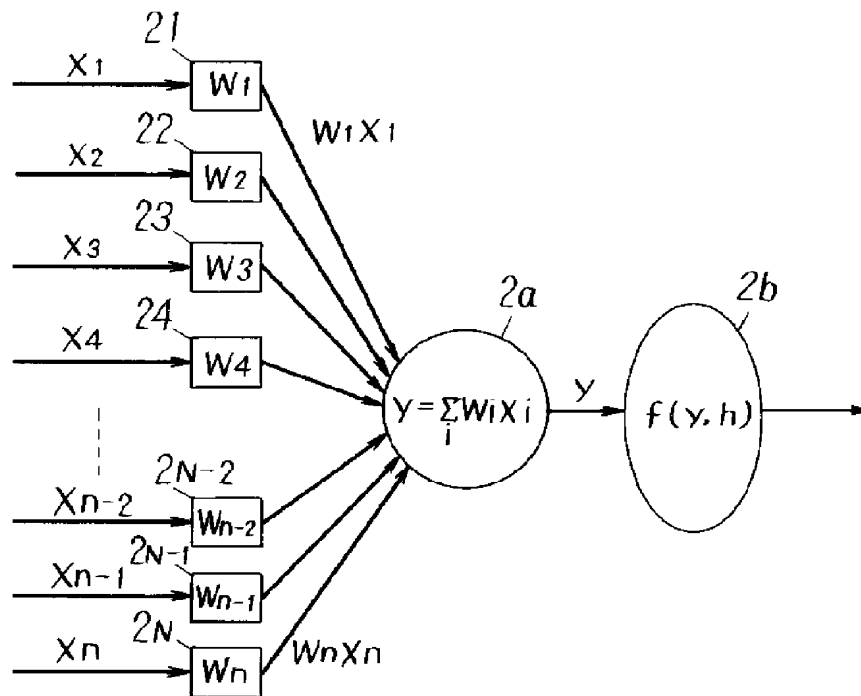 21
X1
W1
W1X1
22
X2
W2
23
X3
W3
24
X4
W4
2a
Y=ΣWiXi
i
Y
2b
f(Y,h)
2N-2
Xn-2
Wn-2
2N-1
Xn-1
Wn-1
2N
Xn
Wn
WnXn